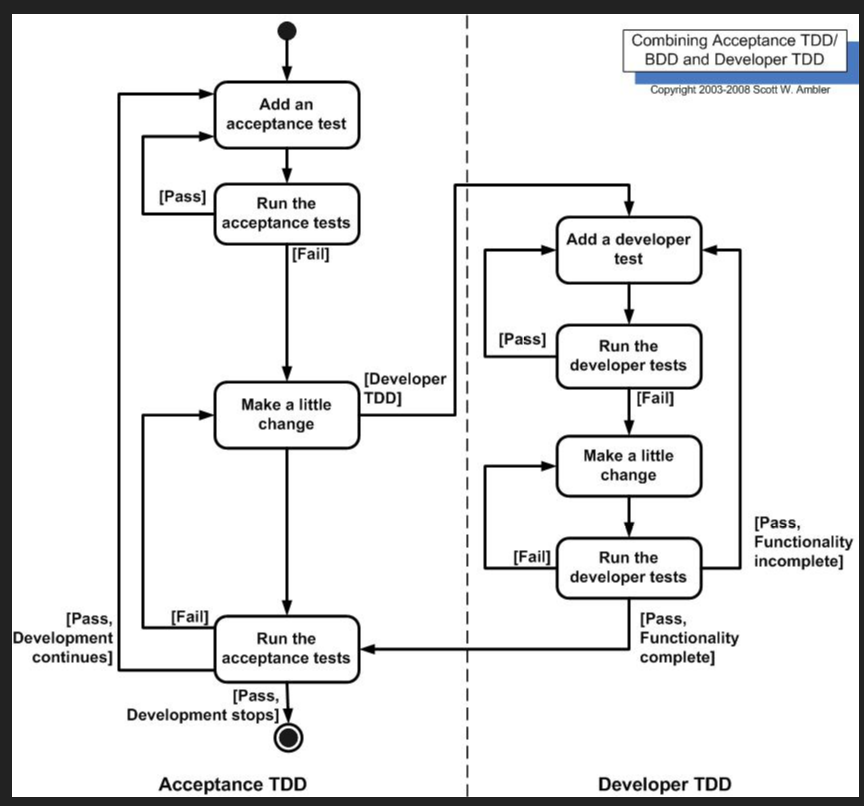 Combining Acceptance TDD/
BDD and Developer TDD
Copyright 2003-2008 Scott W. Ambler
Add an
acceptance test
[Pass]
Run the
acceptance tests
[Fail]
Make a little
change
[Developer
TDD]
[Fail]
Run the
acceptance tests
[Pass,
Development
continues]
[Pass,
Development stops]
Acceptance TDD
Add a developer
test
[Pass]
Run the
developer tests
[Fail]
Make a little
change
[Fail]
Run the
developer tests
[Pass,
Functionality
incomplete]
[Pass,
Functionality
complete]
Developer TDD